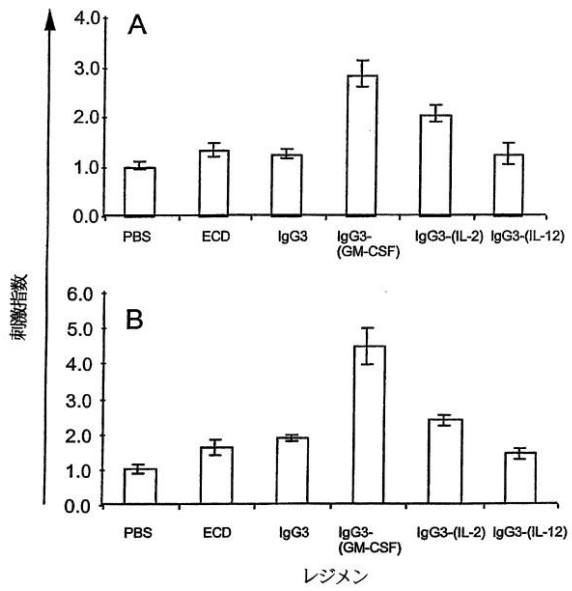 A
4.0
3.0
2.0
1.0
0.0
PBS ECD IgG3 IgG3-(GM-CSF) IgG3-(IL-2) IgG3-(IL-12)
刺激指数
B
6.0
5.0
4.0
3.0
2.0
1.0
0.0
PBS ECD IgG3 IgG3-(GM-CSF) IgG3-(IL-2) IgG3-(IL-12)
レジメン